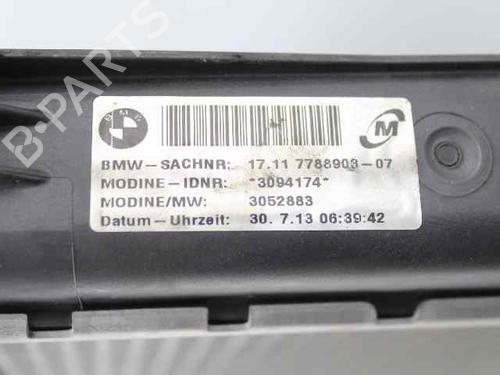 B-PARTS
BMW
BMW-SACHNR: 17.11 7788903-07
MODINE-IDNR: *3094174*
MODINE/MW: 3052883
Datum-Uhrzeit: 30. 7.13 06:39:42